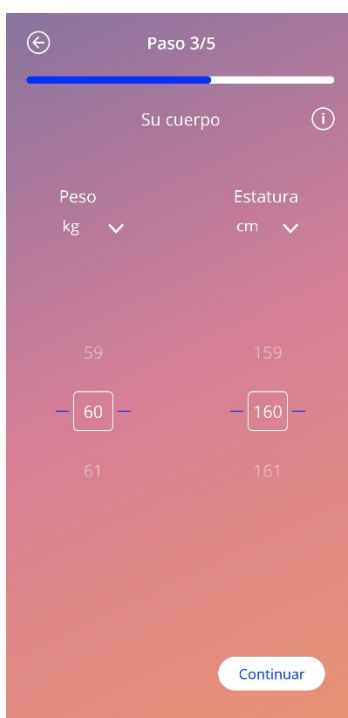 Paso 3/5
Su cuerpo
Peso Estatura
kg cm
59 159
60 160
61 161
Continuar